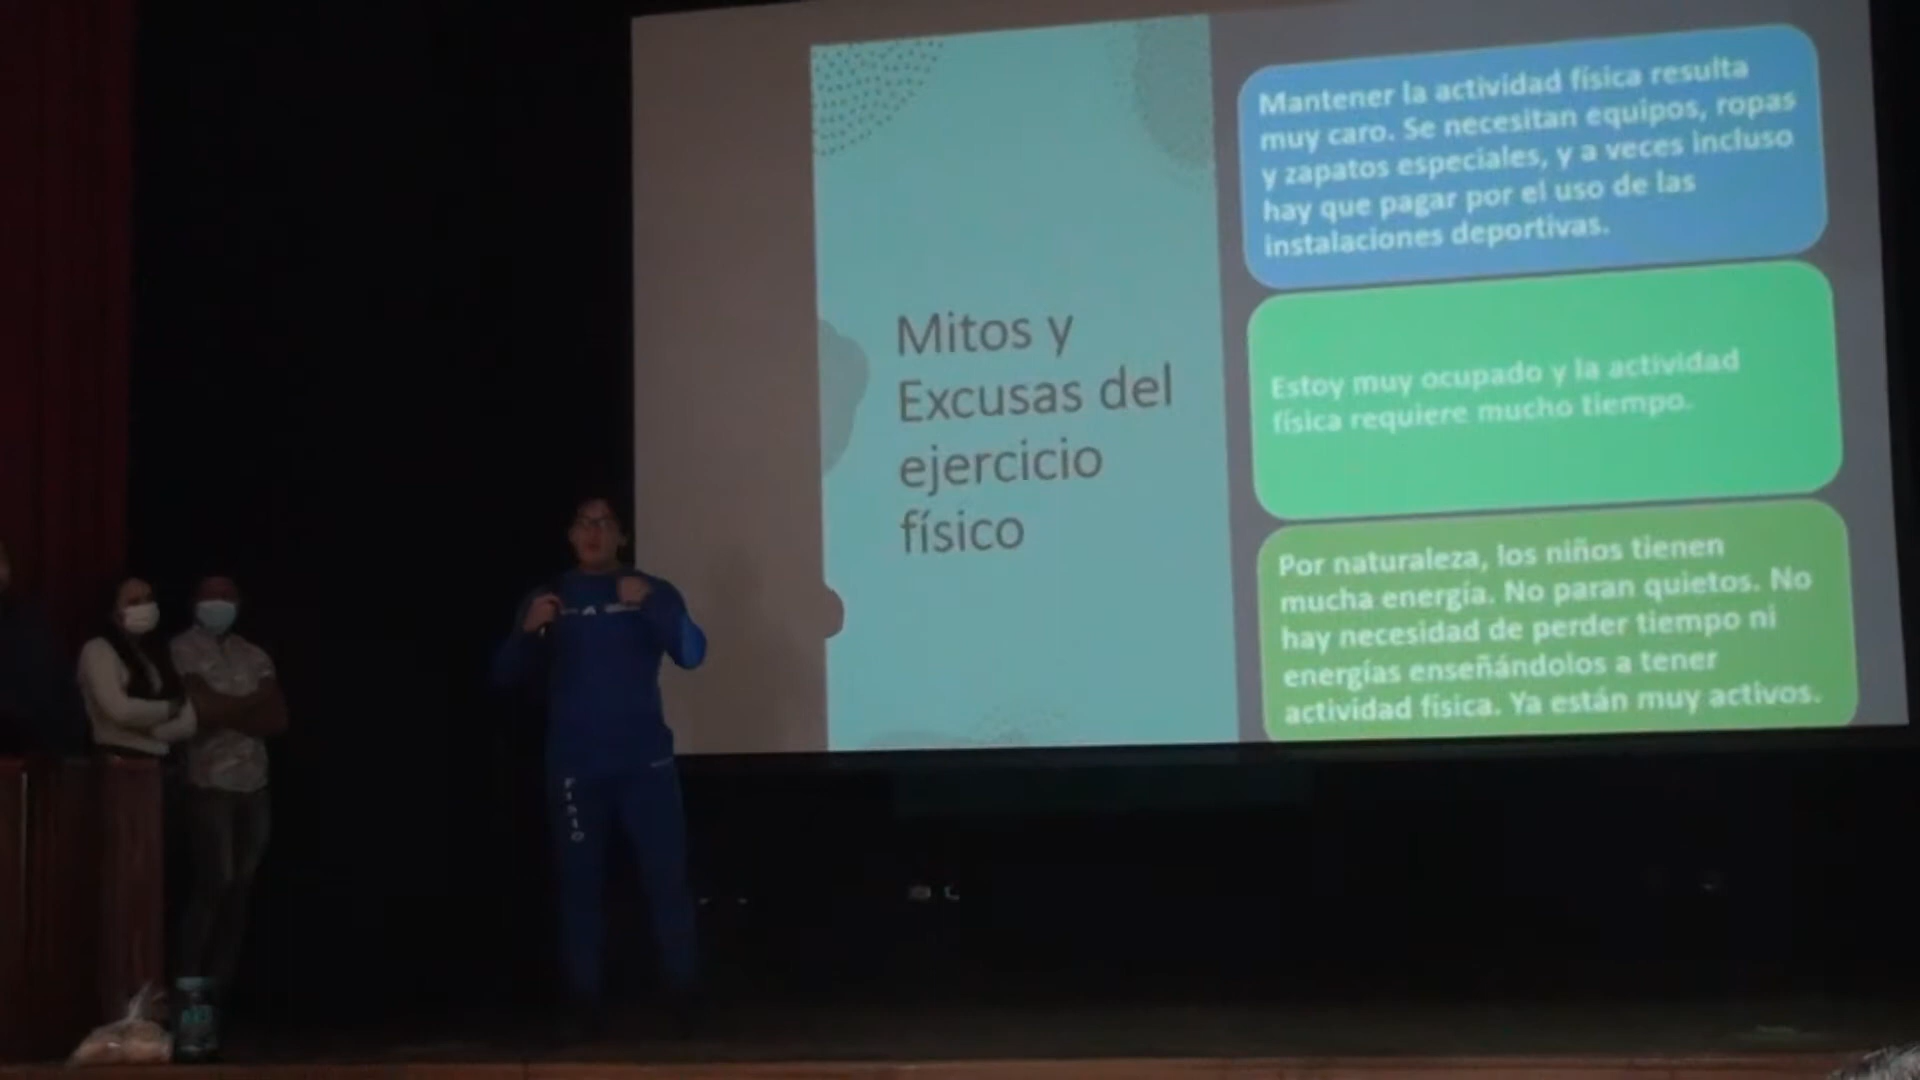 Mitos y
Excusas del
ejercicio
físico
Mantener la actividad física resulta
muy caro. Se necesitan equipos, ropas
y zapatos especiales, y a veces incluso
hay que pagar por el uso de las
instalaciones deportivas.
Estoy muy ocupado y la actividad
física requiere mucho tiempo.
Por naturaleza, los niños tienen
mucha energía. No paran quietos. No
hay necesidad de perder tiempo ni
energías enseñándolos a tener
actividad física. Ya están muy activos.